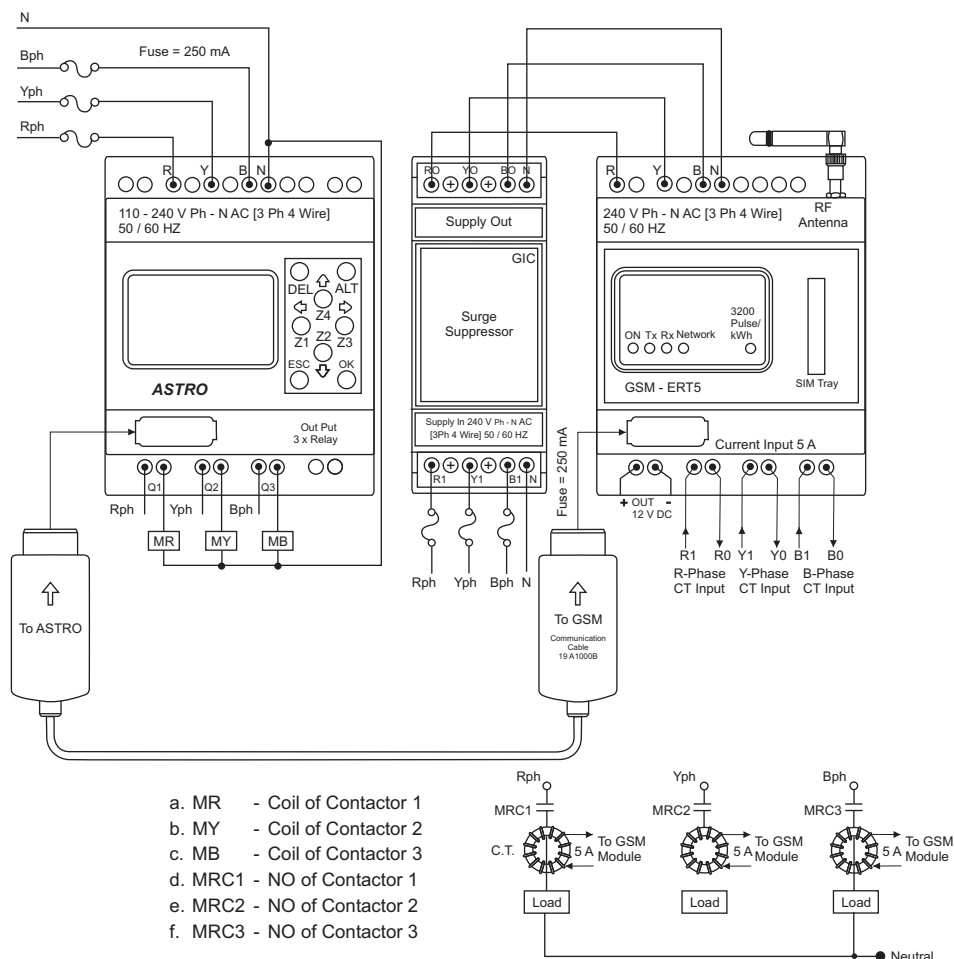 N
Bph
Fuse = 250 mA
Yph
Rph
R Y B N
110 - 240 V Ph - N AC [3 Ph 4 Wire]
50 / 60 HZ
DEL
ALT
Z4
Z1
Z2
Z3
ESC
OK
ASTRO
Out Put
3 x Relay
Q1
Q2
Q3
Rph
Yph
Bph
MR
MY
MB
To ASTRO
RO YO BO N
Supply Out
GIC
Surge
Suppressor
Supply In 240 V Ph - N AC
[3Ph 4 Wire] 50 / 60 HZ
R1 Y1 B1 N
Rph Yph Bph N
Fuse = 250 mA
To GSM
Communication
Cable
19 A1000B
R Y B N
240 V Ph - N AC [3 Ph 4 Wire]
50 / 60 HZ
RF
Antenna
ON Tx Rx Network
3200
Pulse/
kWh
GSM - ERT5
SIM Tray
Current Input 5 A
+ OUT -
12 V DC
R1 R0 Y1 Y0 B1 B0
R-Phase
CT Input
Y-Phase
CT Input
B-Phase
CT Input
a. MR - Coil of Contactor 1
b. MY - Coil of Contactor 2
c. MB - Coil of Contactor 3
d. MRC1 - NO of Contactor 1
e. MRC2 - NO of Contactor 2
f. MRC3 - NO of Contactor 3
Rph
MRC1
C.T.
5 A
To GSM
Module
Load
Yph
MRC2
5 A
To GSM
Module
Load
Bph
MRC3
5 A
To GSM
Module
Load
Neutral